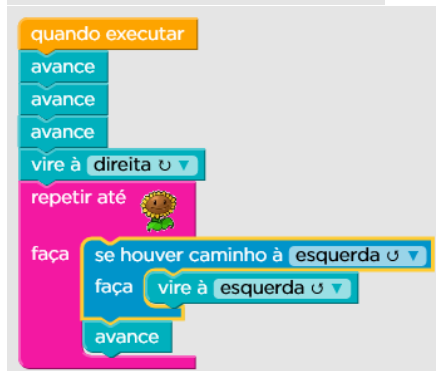 quando executar
avance
avance
avance
vire à direita ↻ ▼
repetir até
faça se houver caminho à esquerda ↺ ▼
faça vire à esquerda ↺ ▼
avance